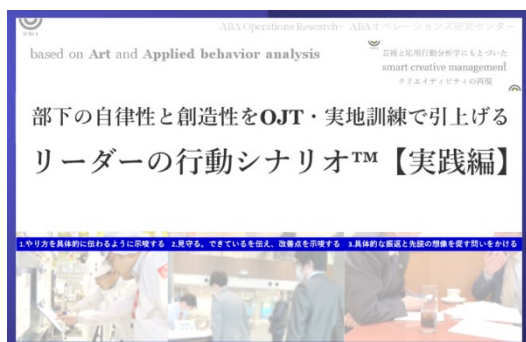 ABA Operations Research™ ABAオペレーションズ研究センター
based on Art and Applied behavior analysis
芸術と応用行動分析学にもとづいた
smart creative management
クリエイティビティの再現
部下の自律性と創造性をOJT・実地訓練で引上げる
リーダーの行動シナリオ™【実践編】
1.やり方を具体的に伝わるように示唆する 2.見守る。できているを伝え、改善点を示唆する 3.具体的な振返と先読の想像を促す問いをかける